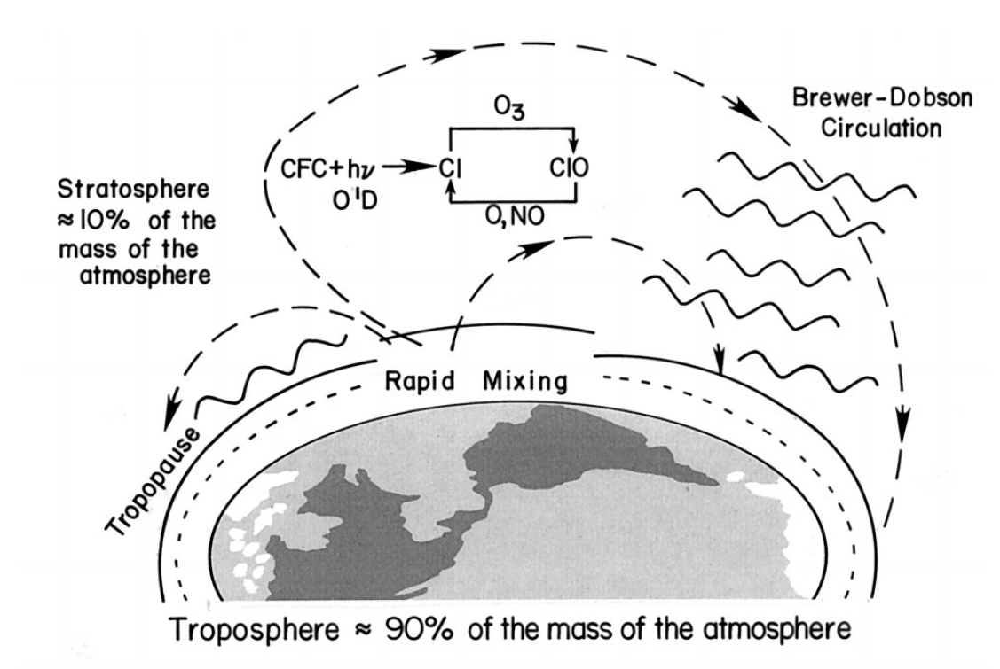 Brewer-Dobson
Circulation
O₃
CFC+hν → Cl ClO
O¹D
O, NO
Stratosphere
≈10% of the
mass of the
atmosphere
Rapid Mixing
Tropopause
Troposphere ≈ 90% of the mass of the atmosphere